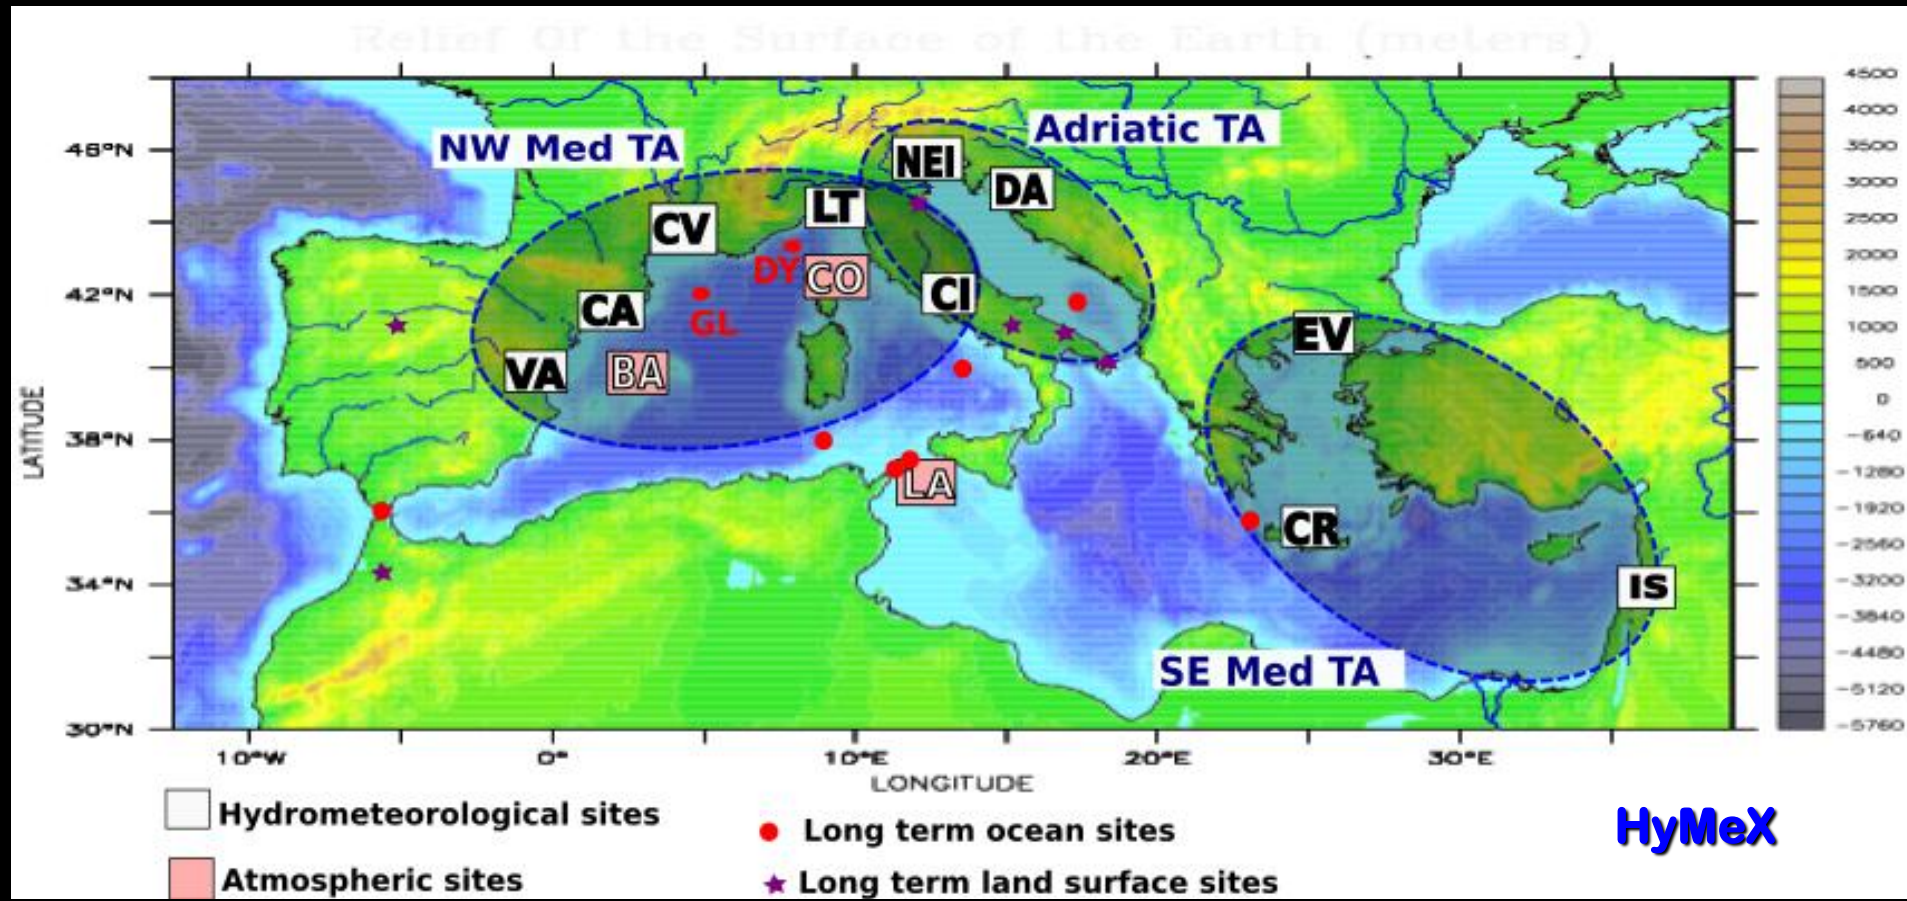 Relief Of the Surface of the Earth (meters)
NW Med TA
Adriatic TA
NEI
DA
LT
CV
DY
CO
CI
CA
GL
EV
VA
BA
LA
CR
IS
SE Med TA
46°N
42°N
38°N
34°N
30°N
LATITUDE
10°W
0°
10°E
20°E
30°E
LONGITUDE
4500
4000
3500
3000
2500
2000
1500
1000
500
0
-640
-1280
-1920
-2560
-3200
-3840
-4480
-5120
-5760
Hydrometeorological sites
Long term ocean sites
HyMeX
Atmospheric sites
Long term land surface sites